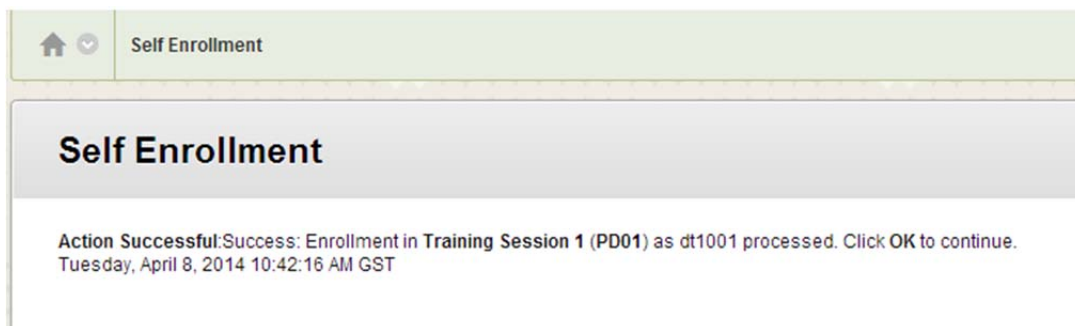 Self Enrollment
Self Enrollment
Action Successful:Success: Enrollment in Training Session 1 (PD01) as dt1001 processed. Click OK to continue.
Tuesday, April 8, 2014 10:42:16 AM GST